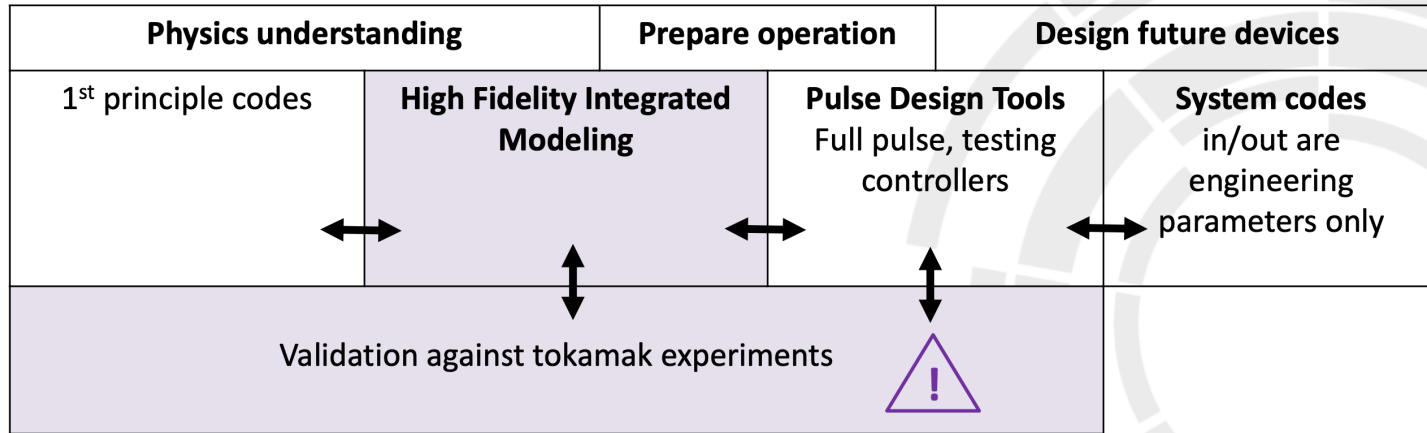 Physics understanding
Prepare operation
Design future devices
1st principle codes
High Fidelity Integrated
Modeling
Pulse Design Tools
Full pulse, testing
controllers
System codes
in/out are
engineering
parameters only
Validation against tokamak experiments
!